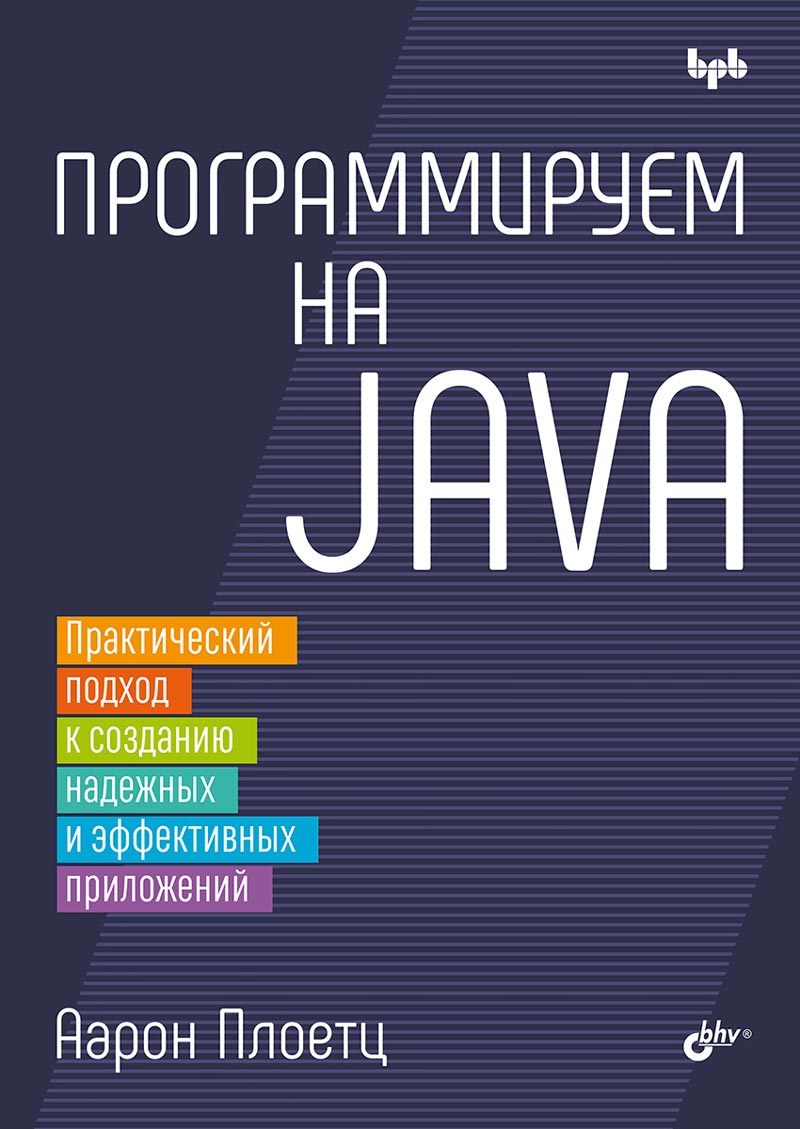 bpb
ПРОГРАММИРУЕМ
НА
JAVA
Практический
подход
к созданию
надежных
и эффективных
приложений
Аарон Плоетц
bhv®